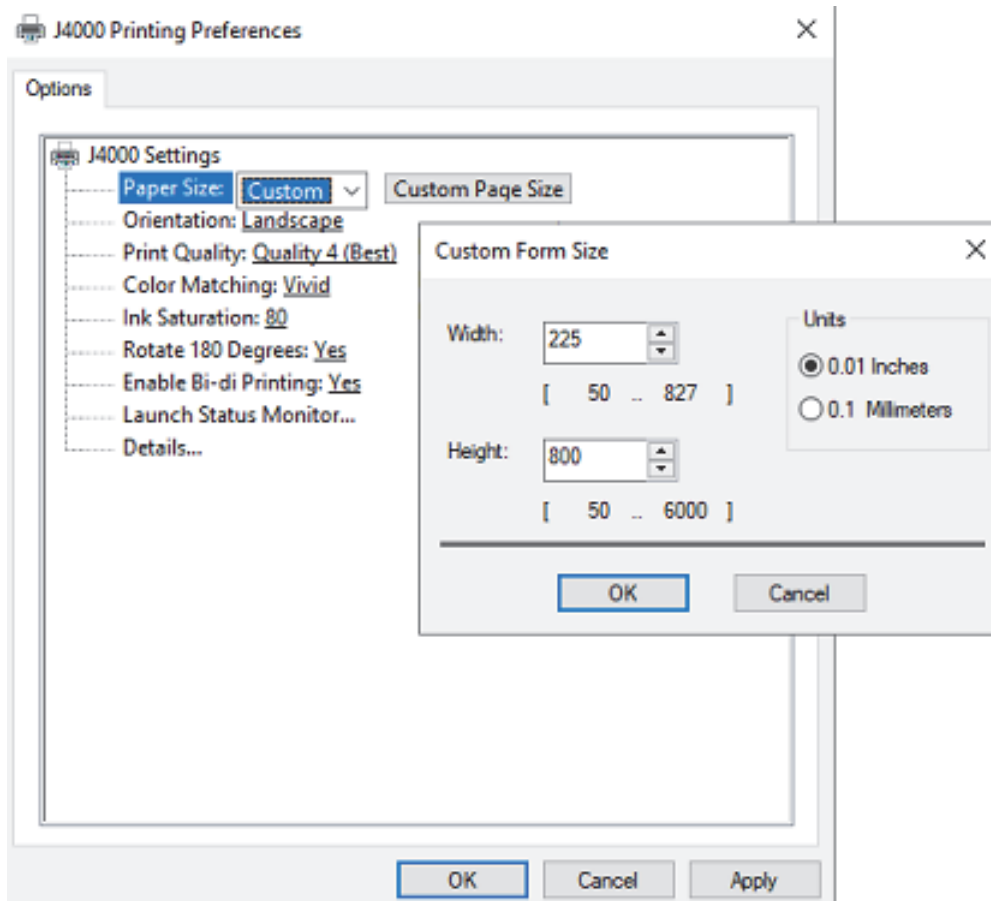 J4000 Printing Preferences
Options
J4000 Settings
Paper Size: Custom Custom Page Size
Orientation: Landscape
Print Quality: Quality 4 (Best)
Color Matching: Vivid
Ink Saturation: 80
Rotate 180 Degrees: Yes
Enable Bi-di Printing: Yes
Launch Status Monitor...
Details...
Custom Form Size
Width: 225
[ 50 .. 827 ]
Height: 800
[ 50 .. 6000 ]
Units
0.01 Inches
0.1 Millimeters
OK Cancel
OK Cancel Apply